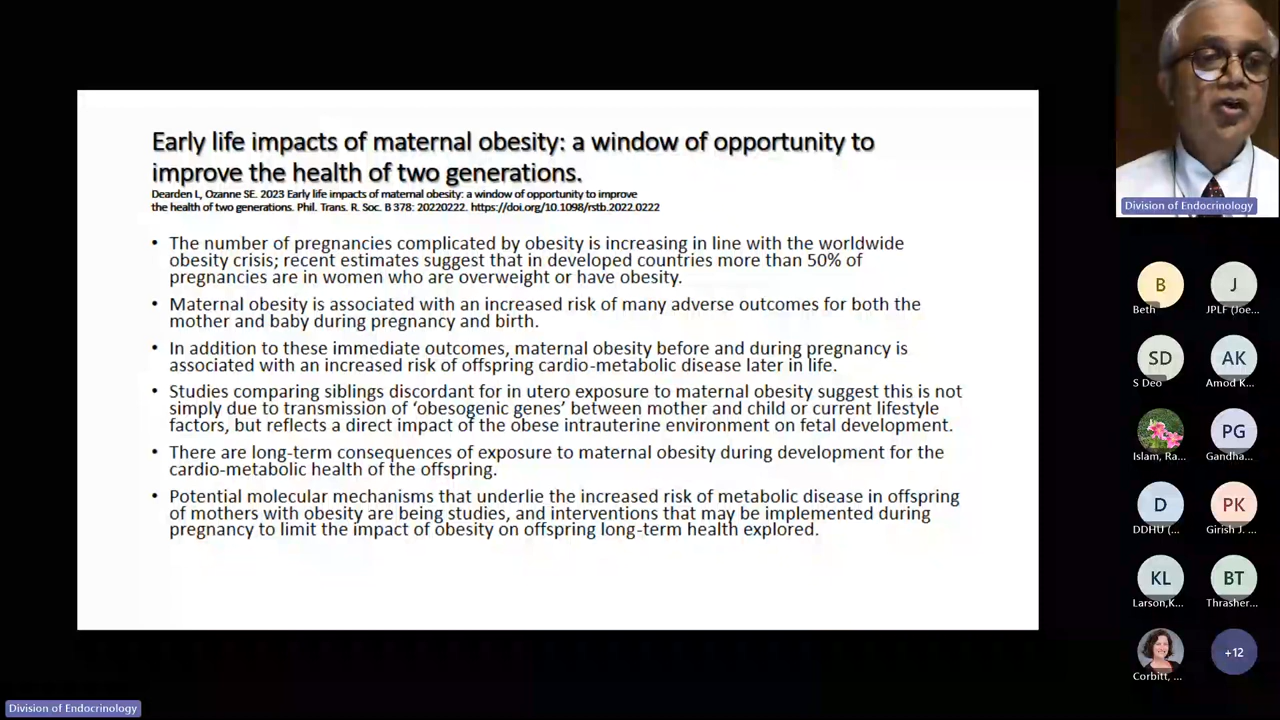 Early life impacts of maternal obesity: a window of opportunity to
improve the health of two generations.
Dearden L, Ozanne SE. 2023 Early life impacts of maternal obesity: a window of opportunity to improve
the health of two generations. Phil. Trans. R. Soc. B 378: 20220222. https://doi.org/10.1098/rstb.2022.0222
• The number of pregnancies complicated by obesity is increasing in line with the worldwide
obesity crisis; recent estimates suggest that in developed countries more than 50% of
pregnancies are in women who are overweight or have obesity.
• Maternal obesity is associated with an increased risk of many adverse outcomes for both the
mother and baby during pregnancy and birth.
• In addition to these immediate outcomes, maternal obesity before and during pregnancy is
associated with an increased risk of offspring cardio-metabolic disease later in life.
• Studies comparing siblings discordant for in utero exposure to maternal obesity suggest this is not
simply due to transmission of ‘obesogenic genes’ between mother and child or current lifestyle
factors, but reflects a direct impact of the obese intrauterine environment on fetal development.
• There are long-term consequences of exposure to maternal obesity during development for the
cardio-metabolic health of the offspring.
• Potential molecular mechanisms that underlie the increased risk of metabolic disease in offspring
of mothers with obesity are being studies, and interventions that may be implemented during
pregnancy to limit the impact of obesity on offspring long-term health explored.
Division of Endocrinology
B
Beth
J
JPLF (Joe...
SD
S Deo
AK
Amod K...
Islam, Ra...
PG
Gandha...
D
DDHU (...
PK
Girish J. ...
KL
Larson,K...
BT
Thrasher...
Corbitt, ...
+12
Division of Endocrinology